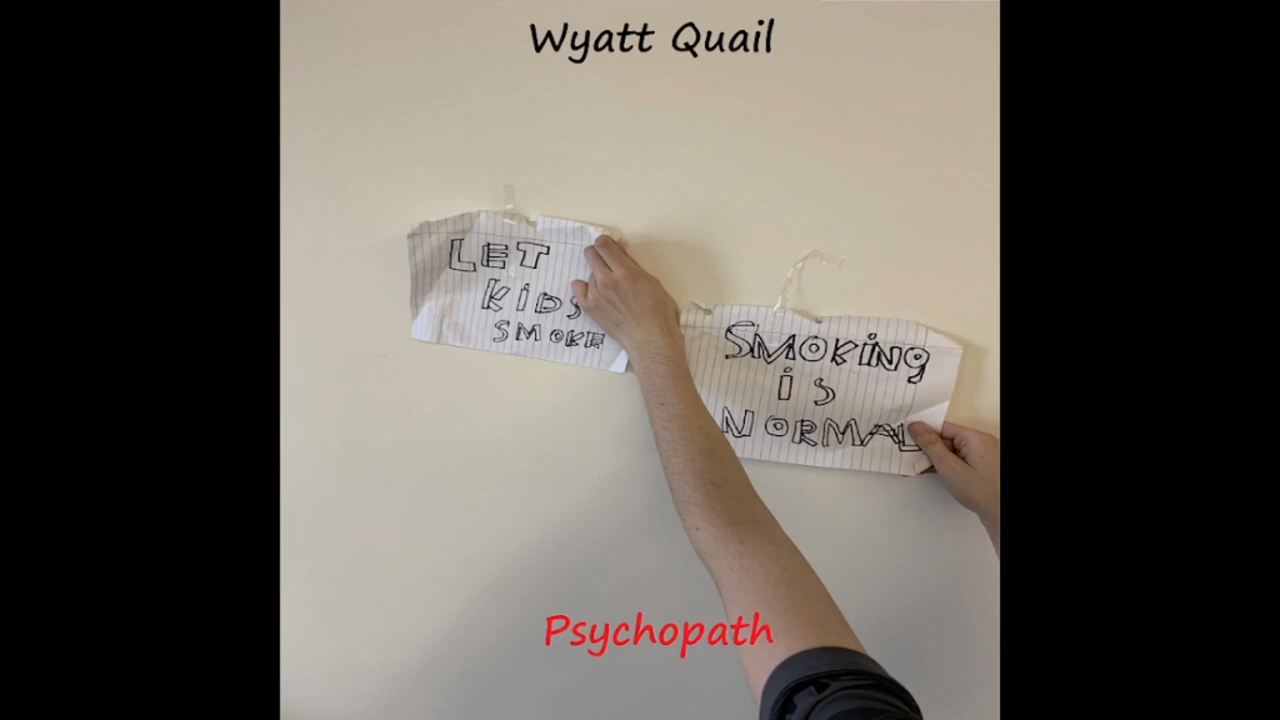 Wyatt Quail
LET
KiDS
SMOKE
SMOKiNg
iS
NORMAL
Psychopath